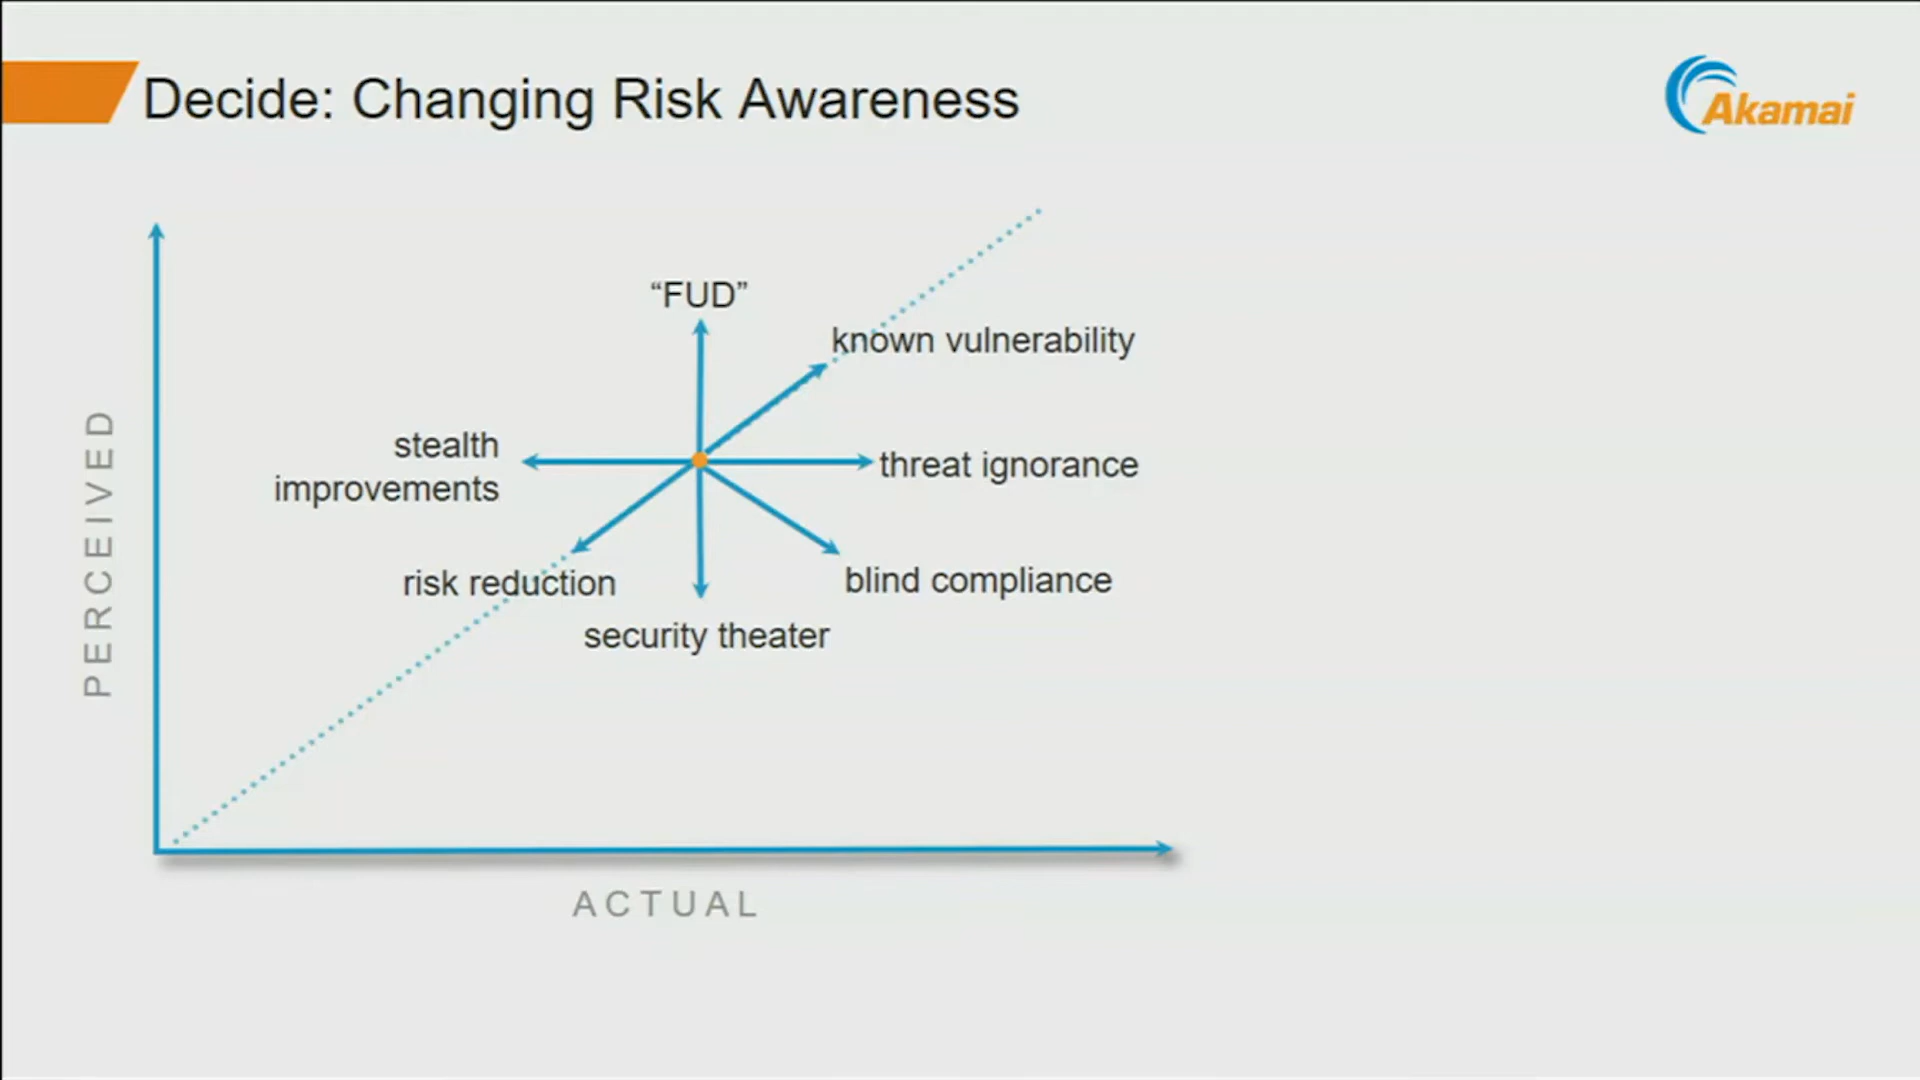 Decide: Changing Risk Awareness
Akamai
“FUD”
known vulnerability
stealth
improvements
threat ignorance
risk reduction
blind compliance
security theater
PERCEIVED
ACTUAL